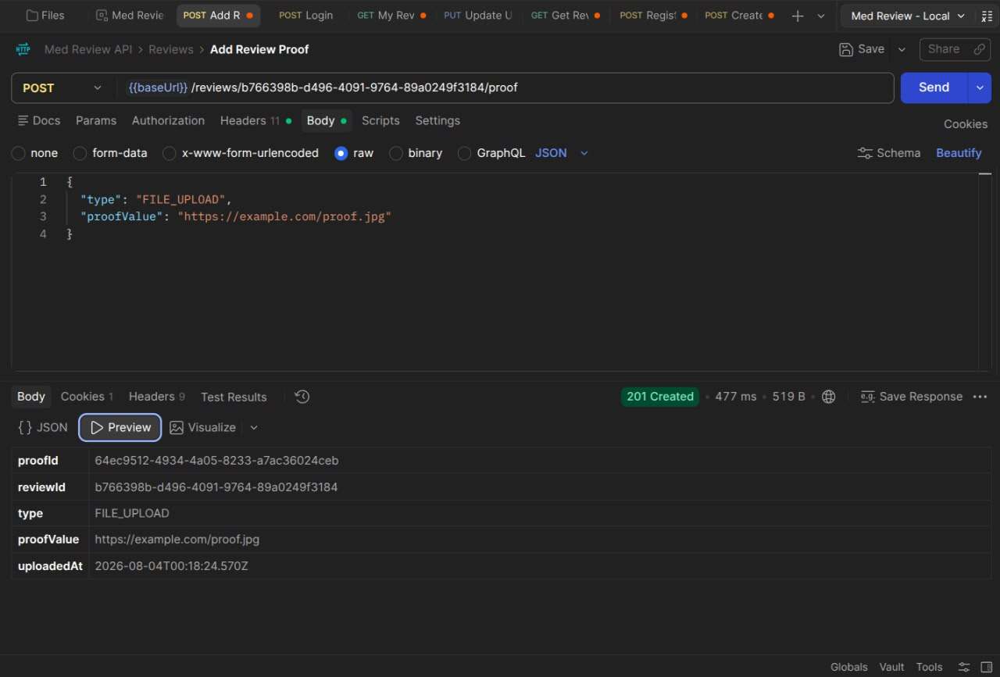 Files Med Revie POST Add R POST Login GET My Rev PUT Update U GET Get Rev POST Regist POST Create Med Review - Local
HTTP Med Review API > Reviews > Add Review Proof Save Share
POST {{baseUrl}} /reviews/b766398b-d496-4091-9764-89a0249f3184/proof Send
Docs Params Authorization Headers 11 Body Scripts Settings Cookies
none form-data x-www-form-urlencoded raw binary GraphQL JSON Schema Beautify
1 {
2 "type": "FILE_UPLOAD",
3 "proofValue": "https://example.com/proof.jpg"
4 }
Body Cookies 1 Headers 9 Test Results 201 Created • 477 ms • 519 B • e.g. Save Response
{ } JSON Preview Visualize
proofId 64ec9512-4934-4a05-8233-a7ac36024ceb
reviewId b766398b-d496-4091-9764-89a0249f3184
type FILE_UPLOAD
proofValue https://example.com/proof.jpg
uploadedAt 2026-08-04T00:18:24.570Z
Globals Vault Tools